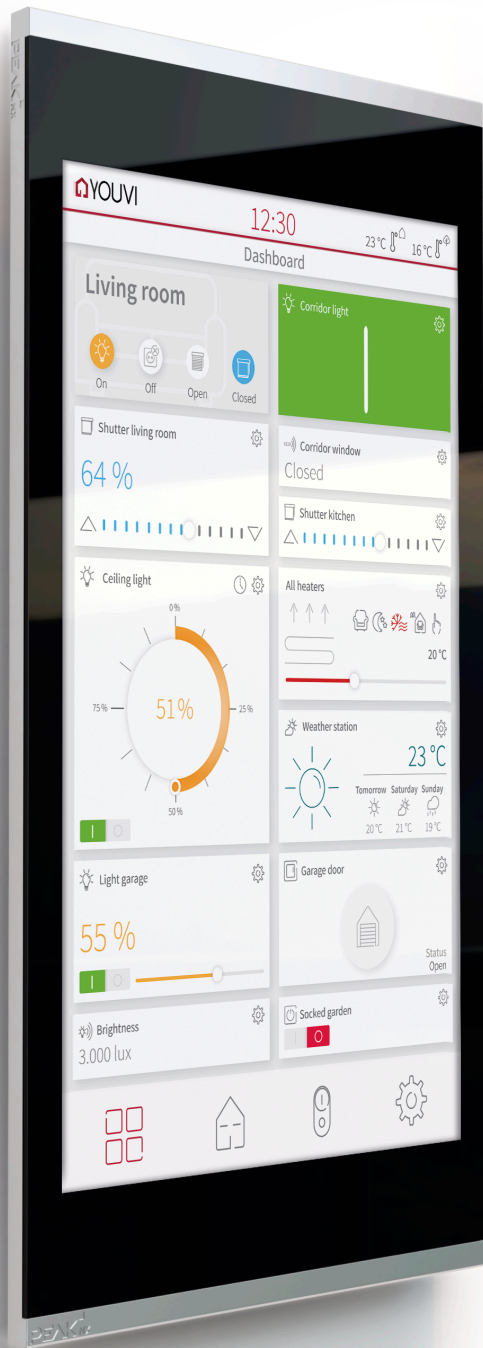 PEAK
YOUVI
12:30
23 °C
16 °C
Dashboard
Living room
On
Off
Open
Closed
Corridor light
Shutter living room
64 %
Corridor window
Closed
Shutter kitchen
Ceiling light
0 %
25 %
50 %
75 %
51 %
All heaters
20 °C
Weather station
23 °C
Tomorrow Saturday Sunday
20 °C 21 °C 19 °C
Light garage
55 %
Garage door
Status
Open
Brightness
3.000 lux
Socked garden
PEAK